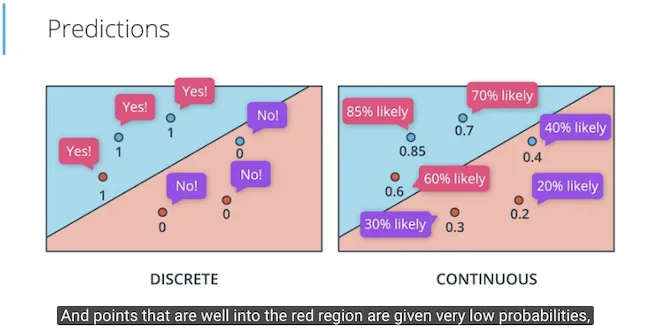 Predictions
Yes!
Yes!
Yes!
No!
1
1
0
1
No!
No!
0
0
DISCRETE
70% likely
85% likely
40% likely
0.7
0.85
0.4
60% likely
0.6
20% likely
30% likely
0.2
0.3
CONTINUOUS
And points that are well into the red region are given very low probabilities,